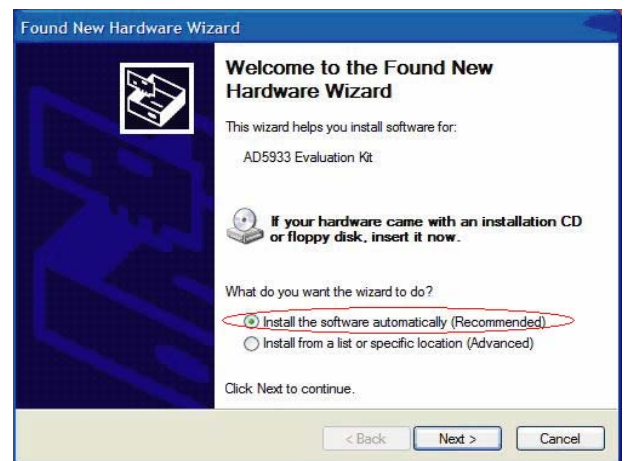 Found New Hardware Wizard
Welcome to the Found New
Hardware Wizard
This wizard helps you install software for:
AD5933 Evaluation Kit
If your hardware came with an installation CD
or floppy disk, insert it now.
What do you want the wizard to do?
Install the software automatically (Recommended)
Install from a list or specific location (Advanced)
Click Next to continue.
< Back Next > Cancel